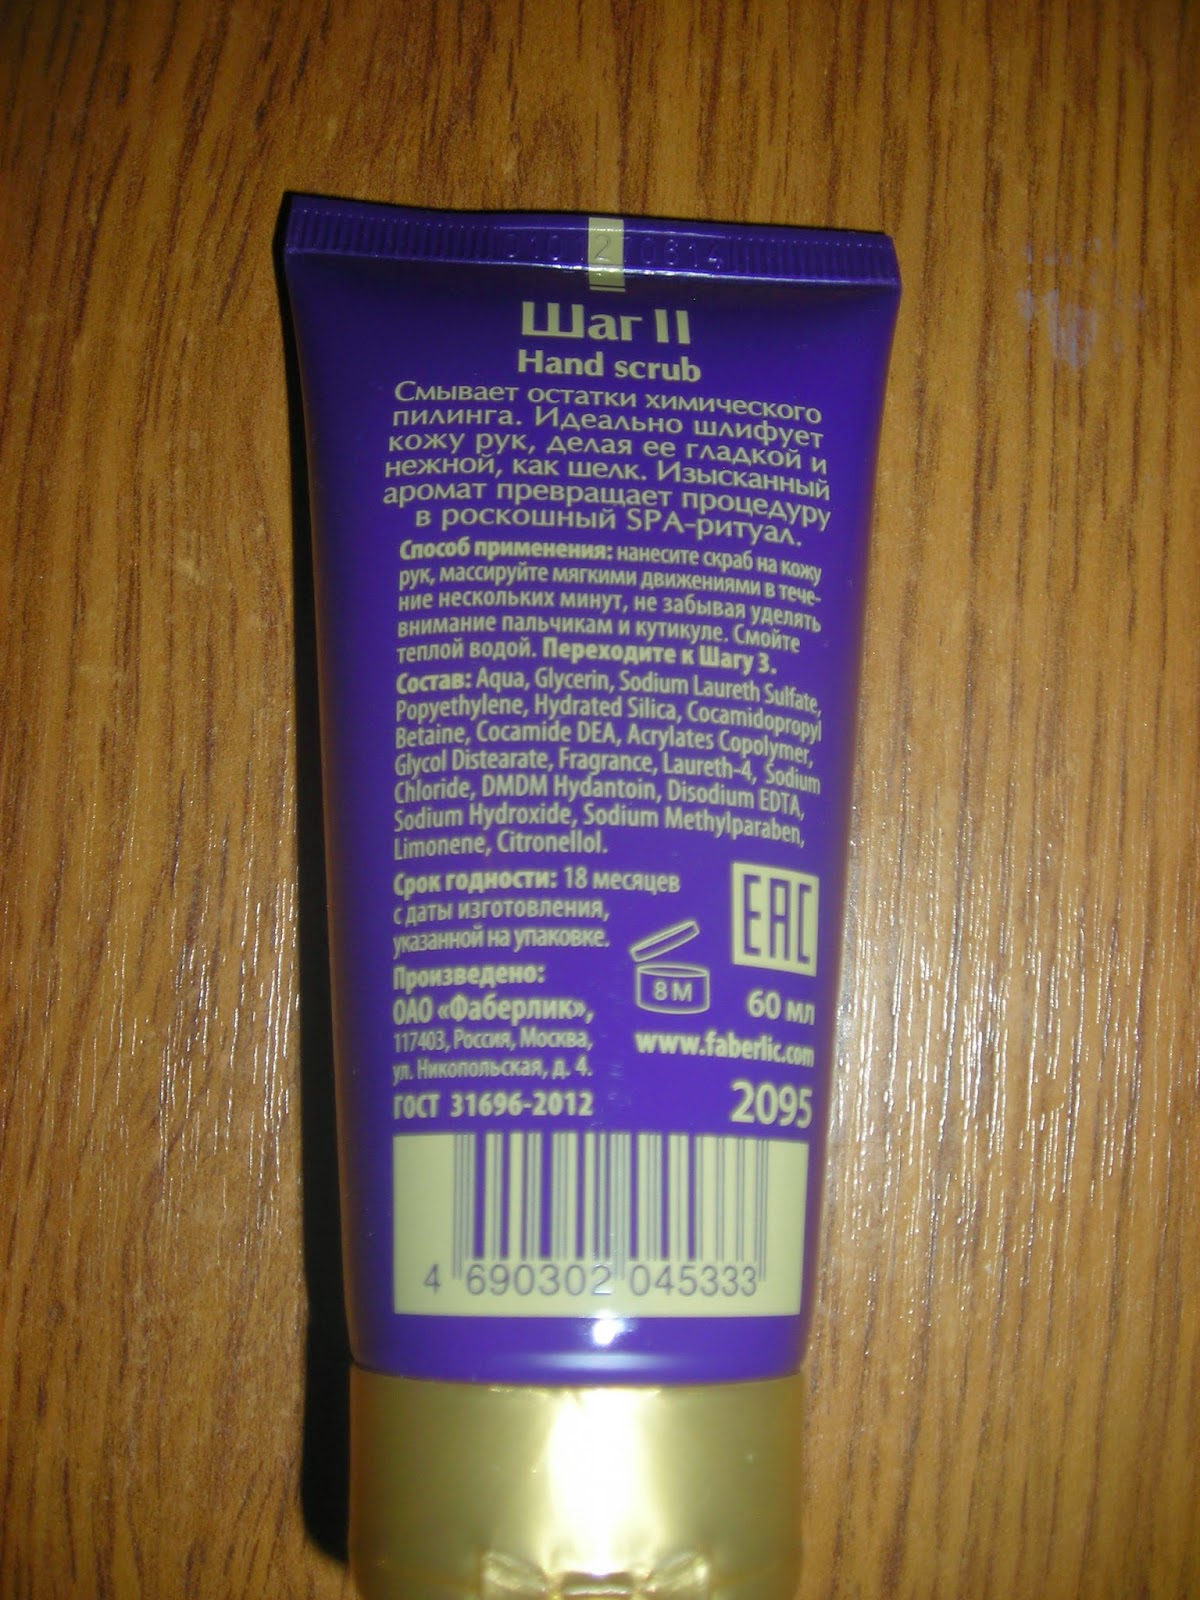 2
Шаг II
Hand scrub
Смывает остатки химического
пилинга. Идеально шлифует
кожу рук, делая ее гладкой и
нежной, как шелк. Изысканный
аромат превращает процедуру
в роскошный SPA-ритуал.
Способ применения: нанесите скраб на кожу
рук, массируйте мягкими движениями в тече-
ние нескольких минут, не забывая уделять
внимание пальчикам и кутикуле. Смойте
теплой водой. Переходите к Шагу 3.
Состав: Aqua, Glycerin, Sodium Laureth Sulfate,
Popyethylene, Hydrated Silica, Cocamidopropyl
Betaine, Cocamide DEA, Acrylates Copolymer,
Glycol Distearate, Fragrance, Laureth-4, Sodium
Chloride, DMDM Hydantoin, Disodium EDTA,
Sodium Hydroxide, Sodium Methylparaben,
Limonene, Citronellol.
Срок годности: 18 месяцев
с даты изготовления,
указанной на упаковке.
Произведено:
ОАО «Фаберлик»,
117403, Россия, Москва,
ул. Никопольская, д. 4.
ГОСТ 31696-2012
EAC
8 M
60 мл
www.faberlic.com
2095
4 690302 045333